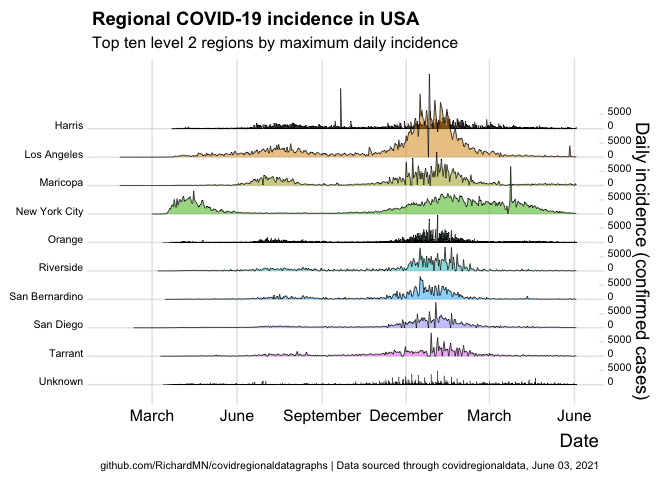 Regional COVID-19 incidence in USA
Top ten level 2 regions by maximum daily incidence
Harris
Los Angeles
Maricopa
New York City
Orange
Riverside
San Bernardino
San Diego
Tarrant
Unknown
5000
0
5000
0
5000
0
5000
0
5000
0
5000
0
5000
0
5000
0
5000
0
5000
0
Daily incidence (confirmed cases)
March June September December March June
Date
github.com/RichardMN/covidregionaldatagraphs | Data sourced through covidregionaldata, June 03, 2021